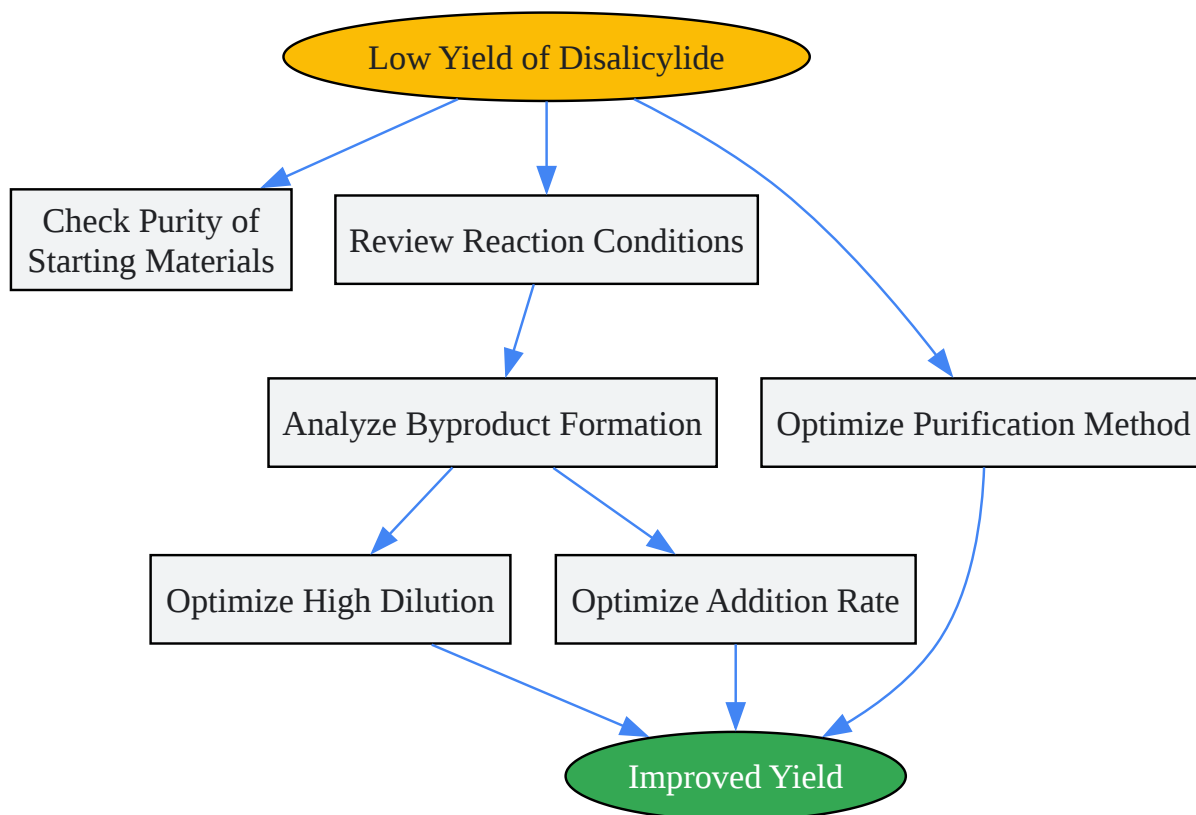 Low Yield of Disalicylide
Check Purity of
Starting Materials
Review Reaction Conditions
Analyze Byproduct Formation
Optimize Purification Method
Optimize High Dilution
Optimize Addition Rate
Improved Yield